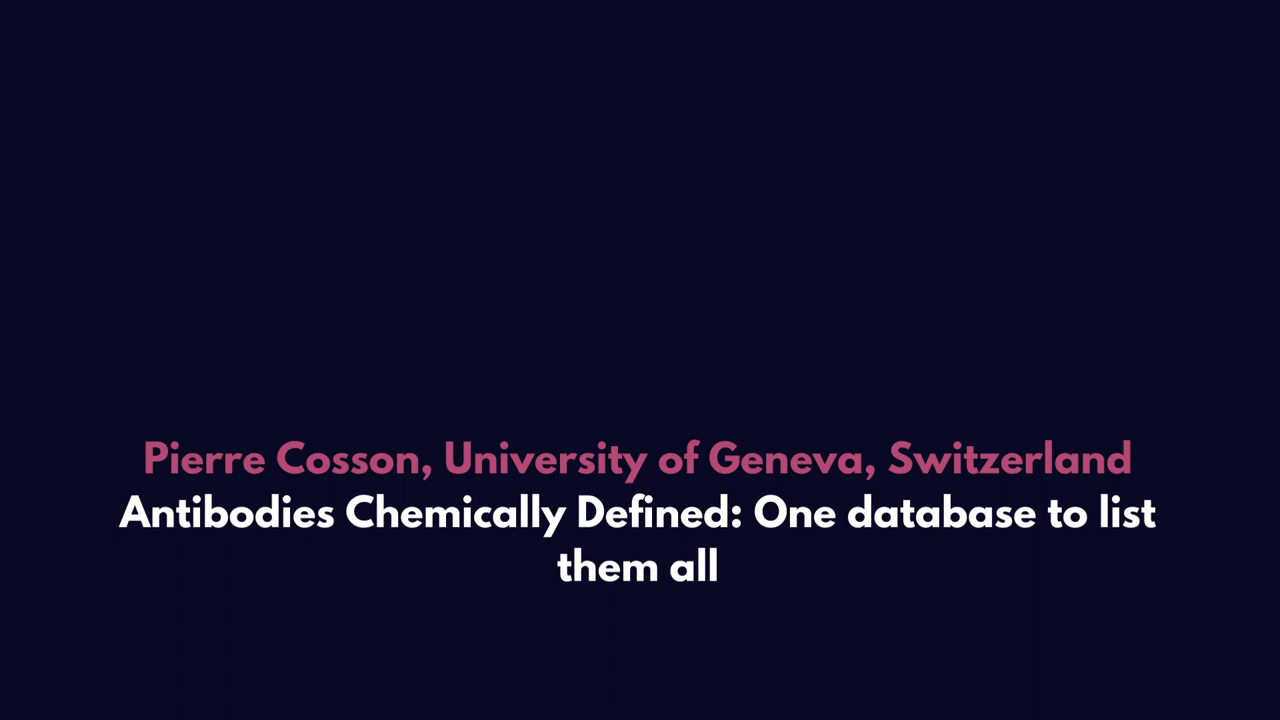 Pierre Cosson, University of Geneva, Switzerland
Antibodies Chemically Defined: One database to list
them all